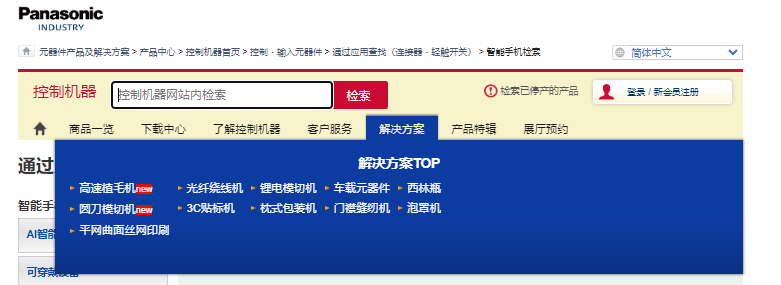 Panasonic
INDUSTRY
元器件产品及解决方案 > 产品中心 > 控制机器首页 > 控制・输入元器件 > 通过应用查找（连接器・轻触开关） > 智能手机检索
简体中文
控制机器
控制机器网站内检索
检索
检索已停产的产品
登录 / 新会员注册
商品一览 下载中心 了解控制机器 客户服务 解决方案 产品特辑 展厅预约
通过
解决方案TOP
高速植毛机new 光纤绕线机 锂电模切机 车载元器件 西林瓶
智能手
圆刀模切机new 3C贴标机 枕式包装机 门襟缝纫机 泡罩机
AI智能
平网曲面丝网印刷
可穿戴设备